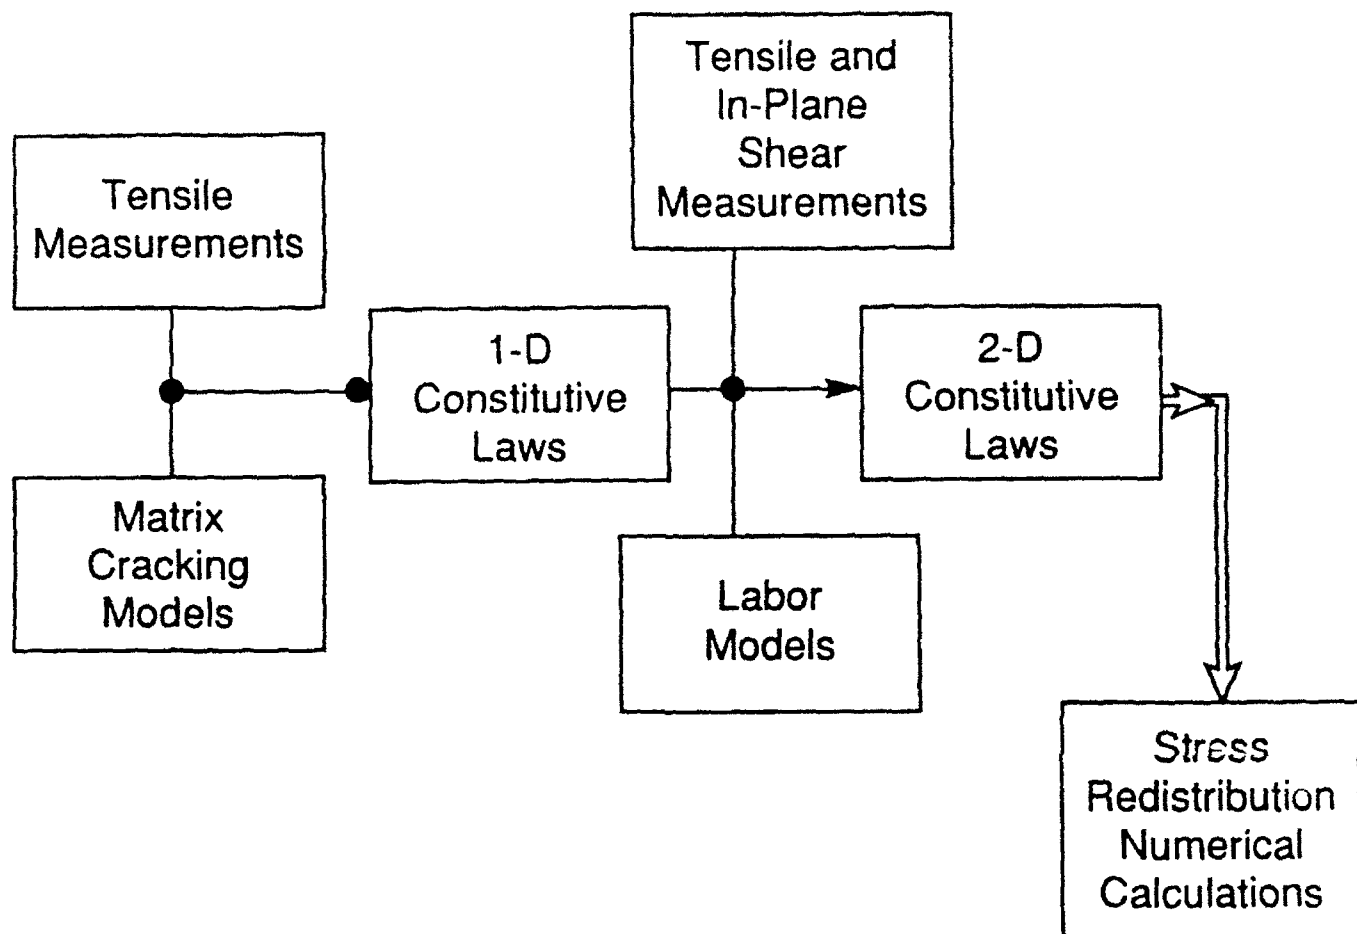 Tensile and
In-Plane
Shear
Measurements
Tensile
Measurements
1-D
Constitutive
Laws
2-D
Constitutive
Laws
Matrix
Cracking
Models
Labor
Models
Stress
Redistribution
Numerical
Calculations